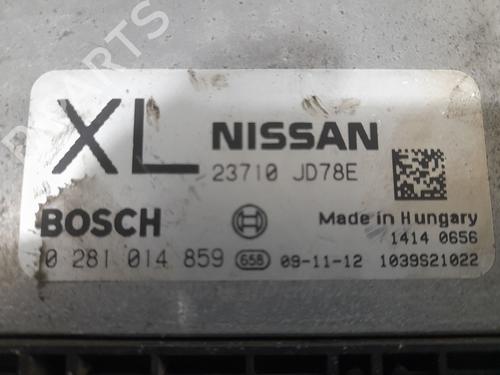 XL NISSAN
23710 JD78E
BOSCH Made in Hungary
1414 0656
0 281 014 859 658 09-11-12 1039S21022
PARTS